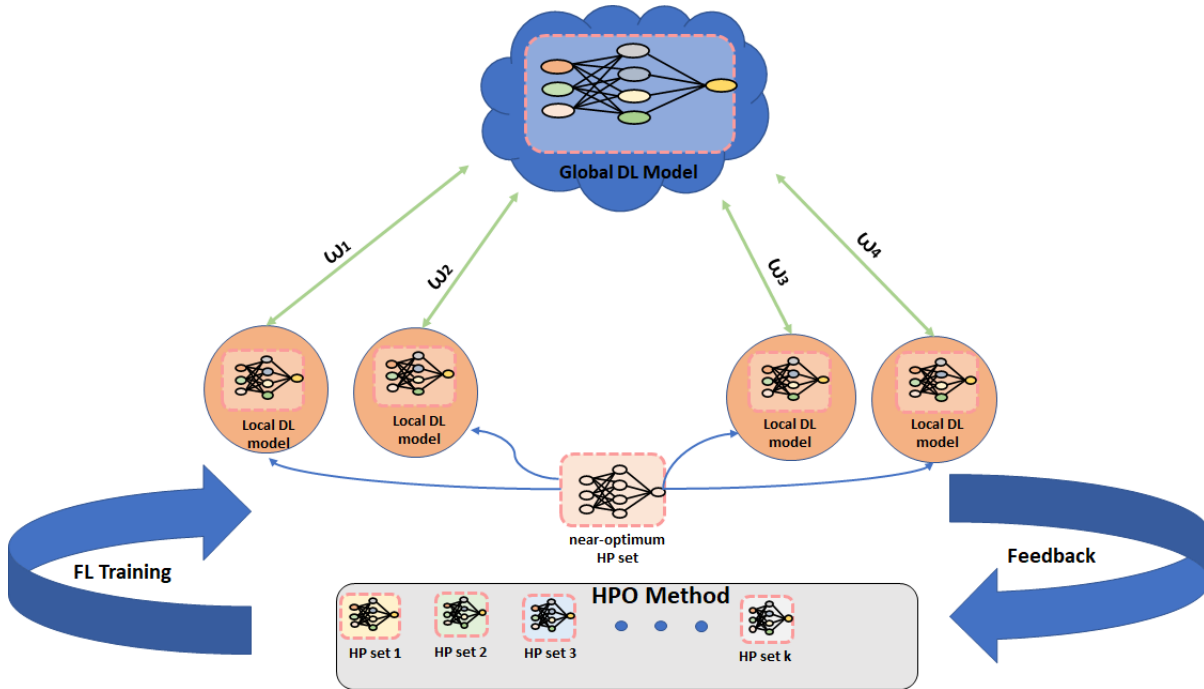 Global DL Model
ω1
ω2
ω3
ω4
Local DL
model
Local DL
model
Local DL
model
Local DL
model
near-optimum
HP set
FL Training
Feedback
HPO Method
HP set 1
HP set 2
HP set 3
HP set k